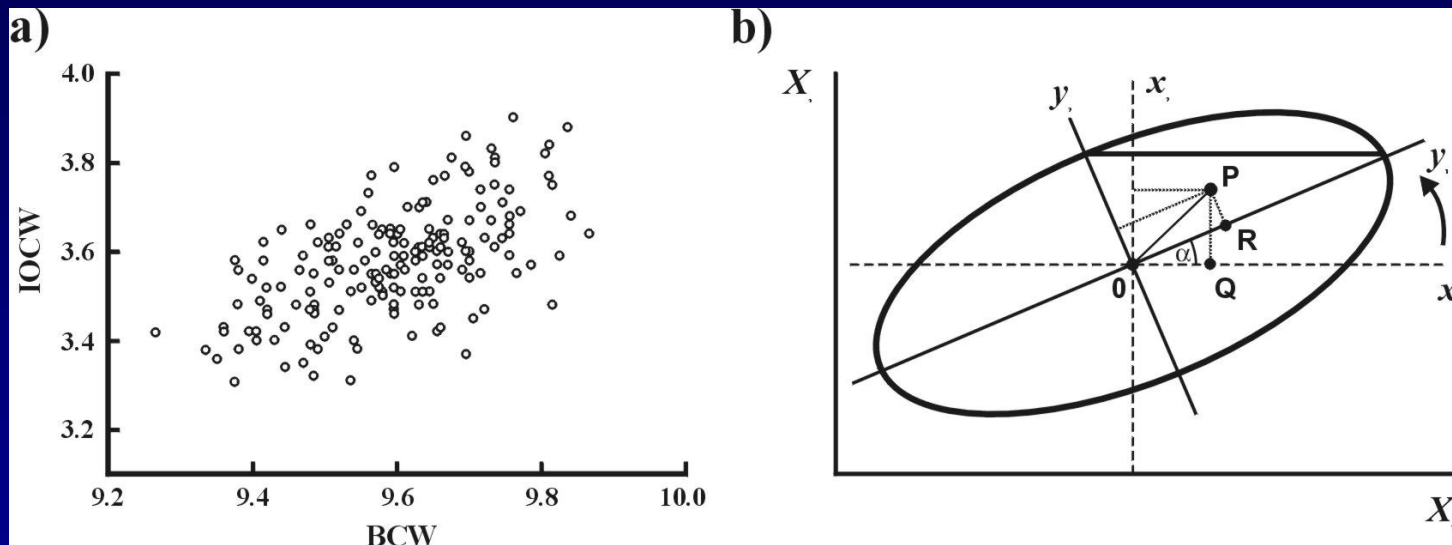 a)
4.0
3.8
3.6
3.4
3.2
IOCW
9.2 9.4 9.6 9.8 10.0
BCW
b)
X,
y,
x,
P
y,
R
α
0
Q
x
X,